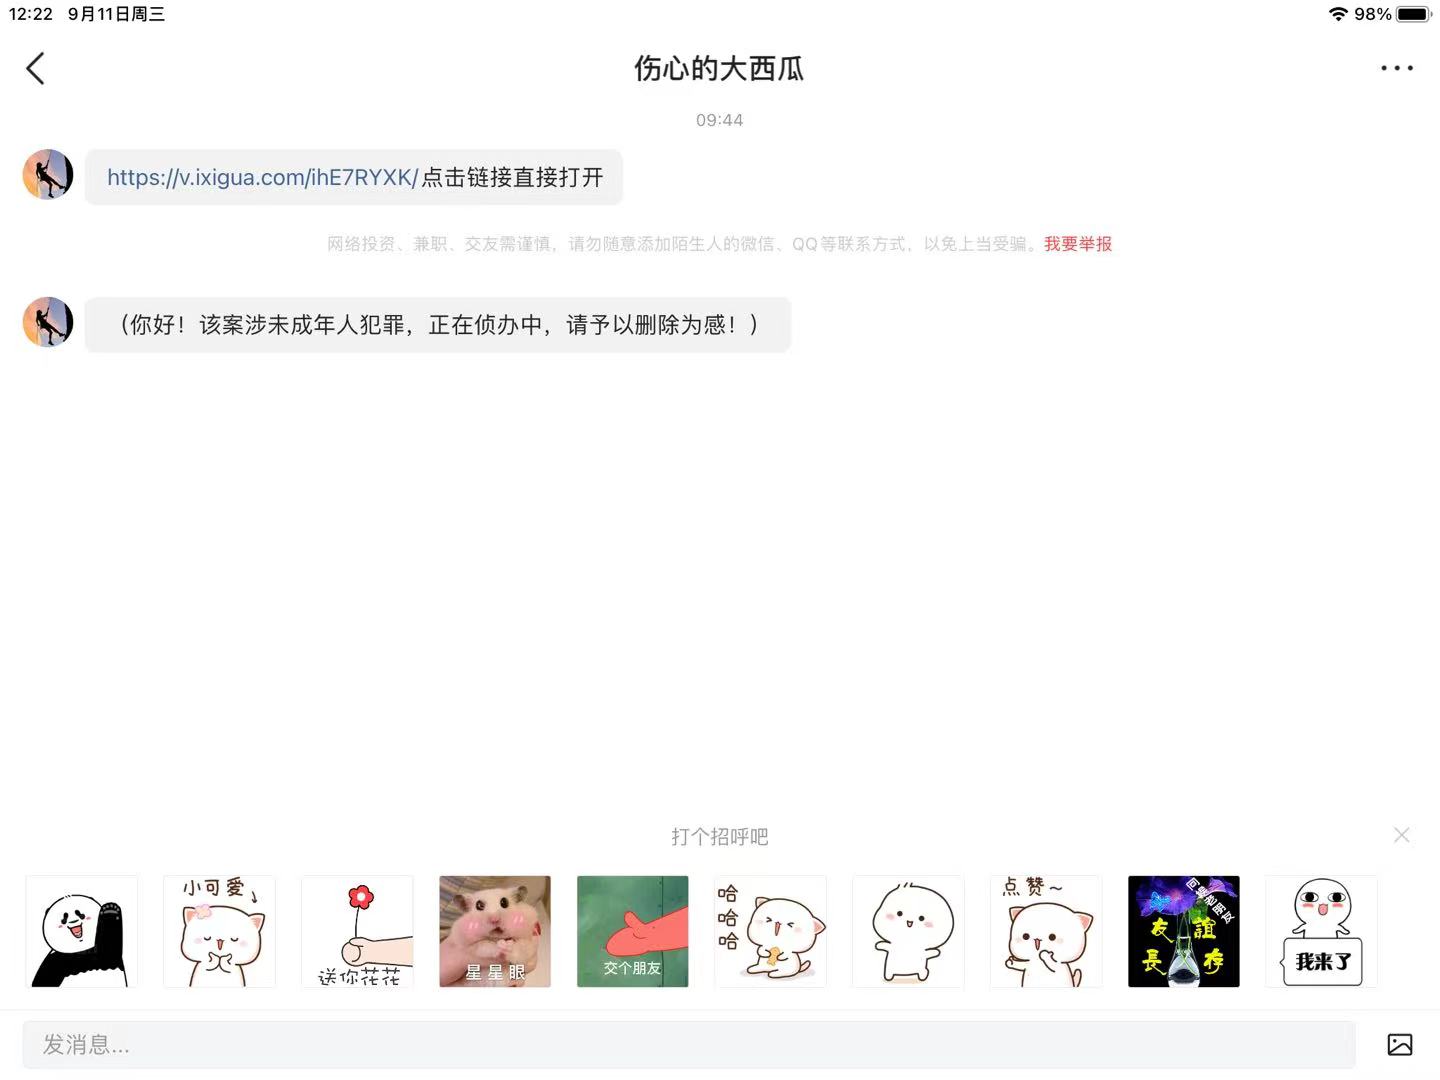 12:22 9月11日周三
98%
伤心的大西瓜
09:44
https://v.ixigua.com/ihE7RYXK/点击链接直接打开
网络投资、兼职、交友需谨慎，请勿随意添加陌生人的微信、QQ等联系方式，以免上当受骗。我要举报
（你好！该案涉未成年人犯罪，正在侦办中，请予以删除为感！）
打个招呼吧
小可爱
送你花花
星星眼
交个朋友
哈
哈
哈
点赞~
友誼
長存
我来了
发消息...